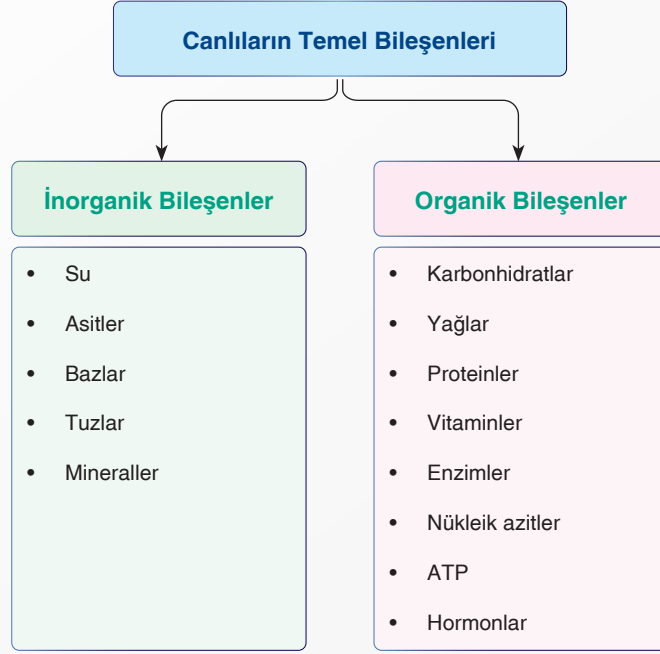 Canlıların Temel Bileşenleri
İnorganik Bileşenler
• Su
• Asitler
• Bazlar
• Tuzlar
• Mineraller
Organik Bileşenler
• Karbonhidratlar
• Yağlar
• Proteinler
• Vitaminler
• Enzimler
• Nükleik azitler
• ATP
• Hormonlar